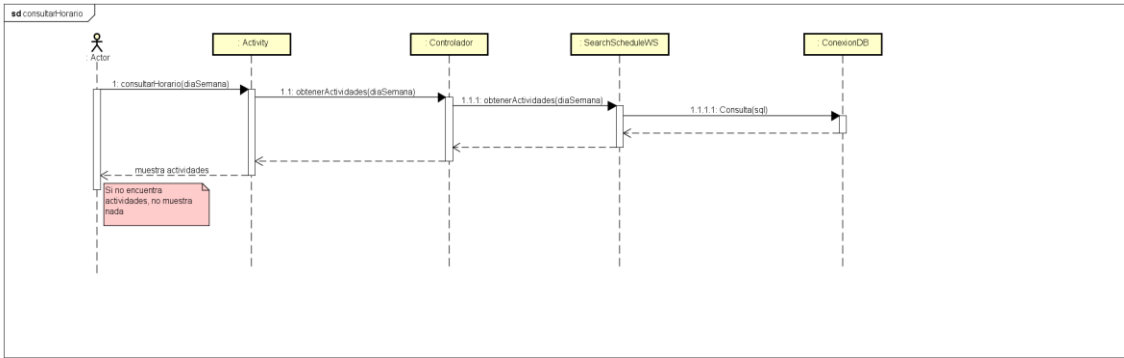 sd consultarHorario
: Actor
: Activity
: Controlador
: SearchScheduleWS
: ConexionDB
1: consultarHorario(diaSemana)
1.1: obtenerActividades(diaSemana)
1.1.1: obtenerActividades(diaSemana)
1.1.1.1: Consulta(sql)
muestra actividades
Si no encuentra
actividades, no muestra
nada